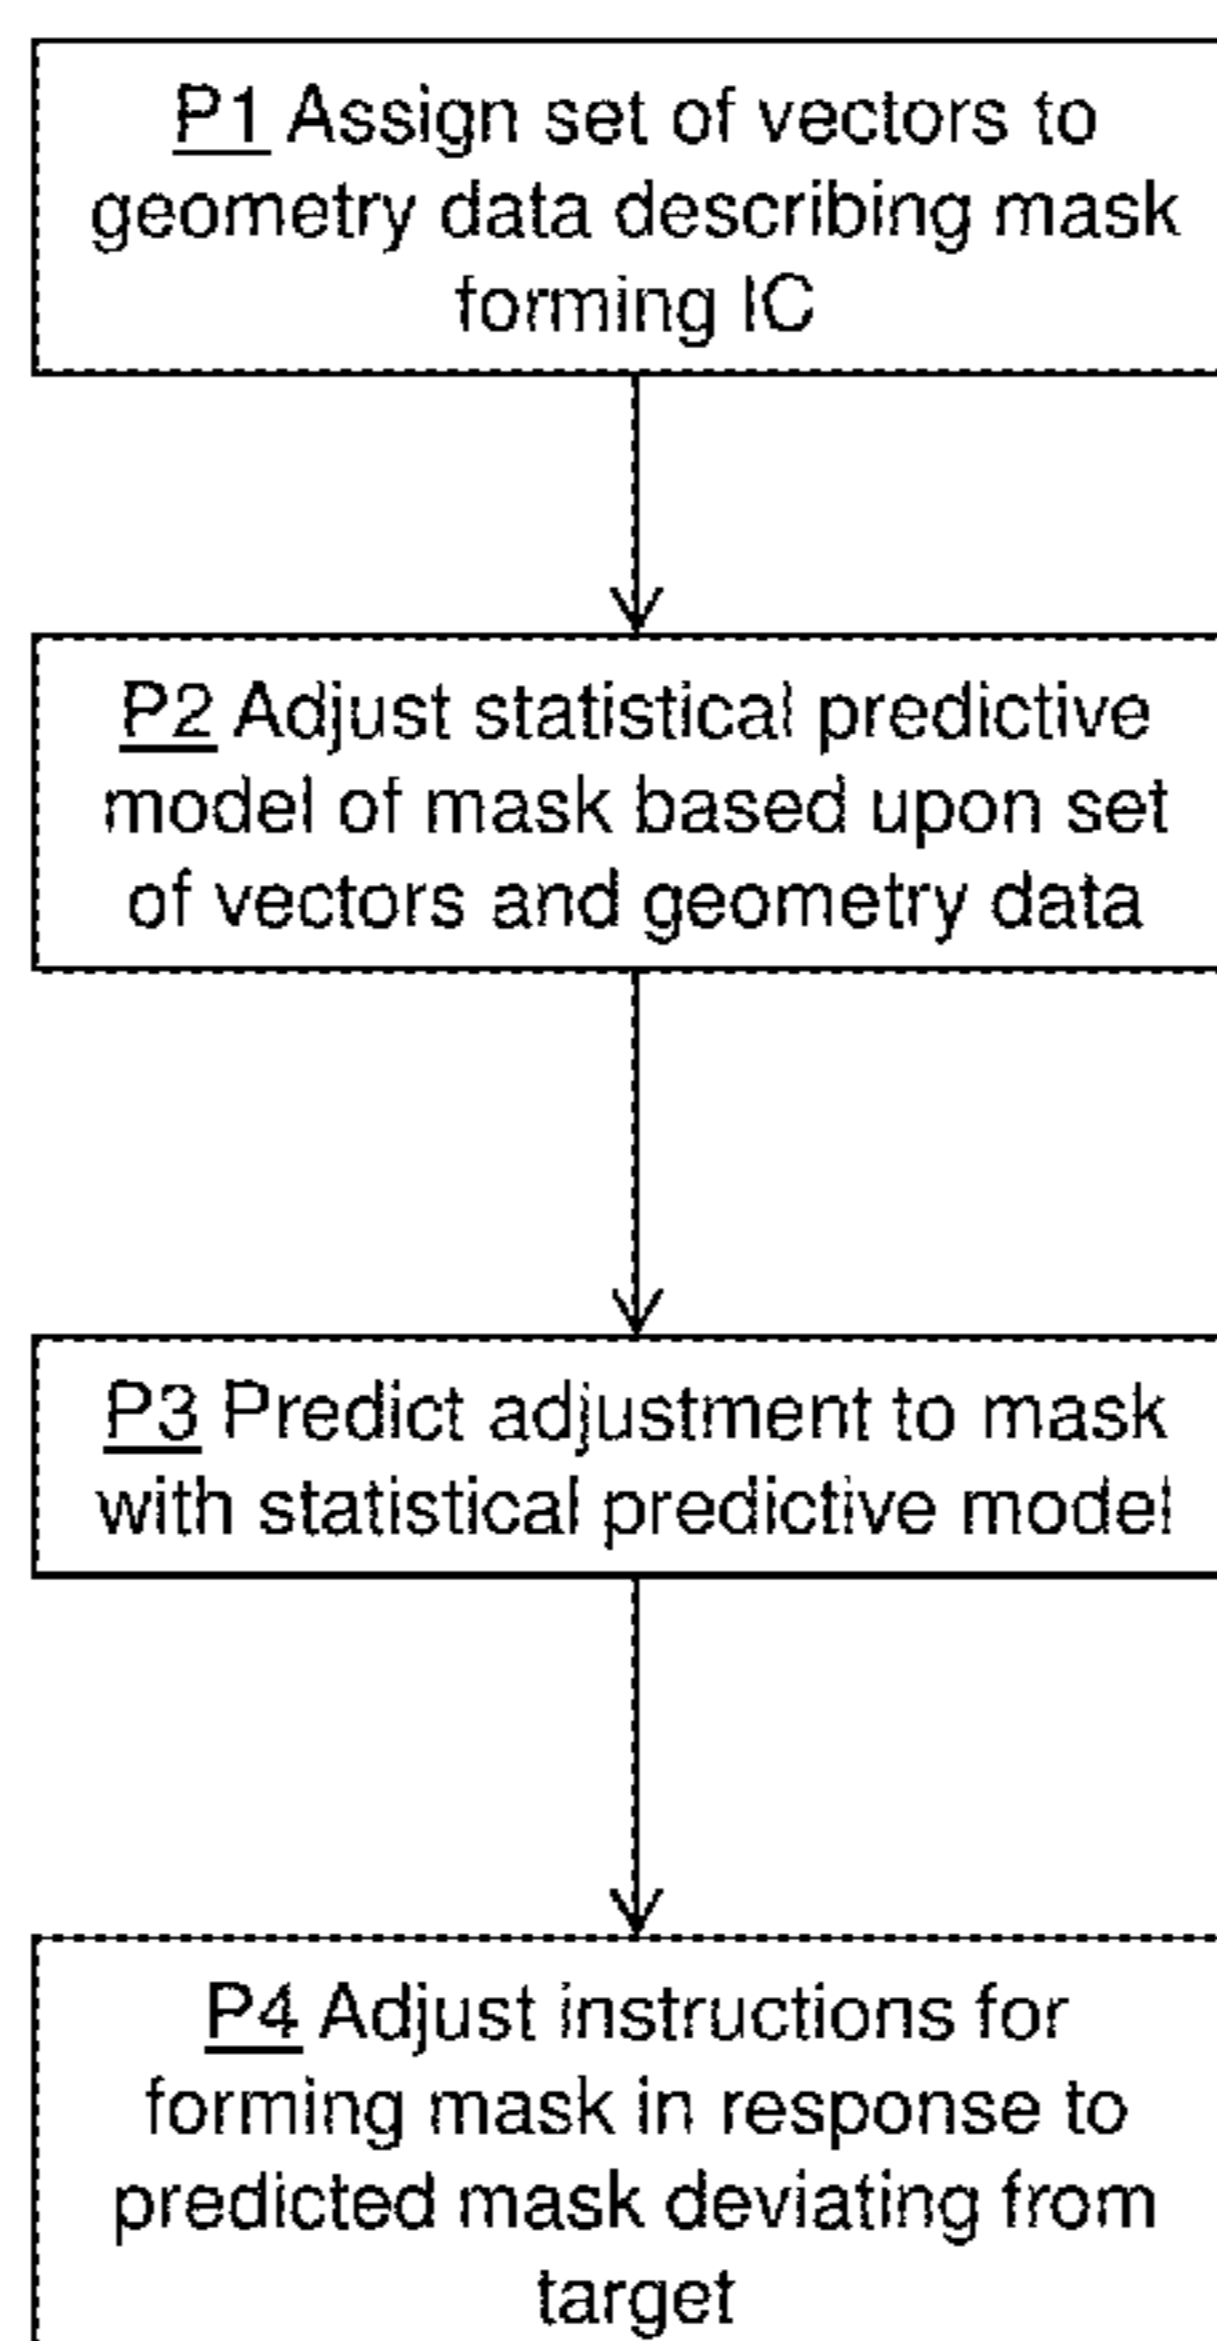 P1 Assign set of vectors to
geometry data describing mask
forming IC
P2 Adjust statistical predictive
model of mask based upon set
of vectors and geometry data
P3 Predict adjustment to mask
with statistical predictive model
P4 Adjust instructions for
forming mask in response to
predicted mask deviating from
target